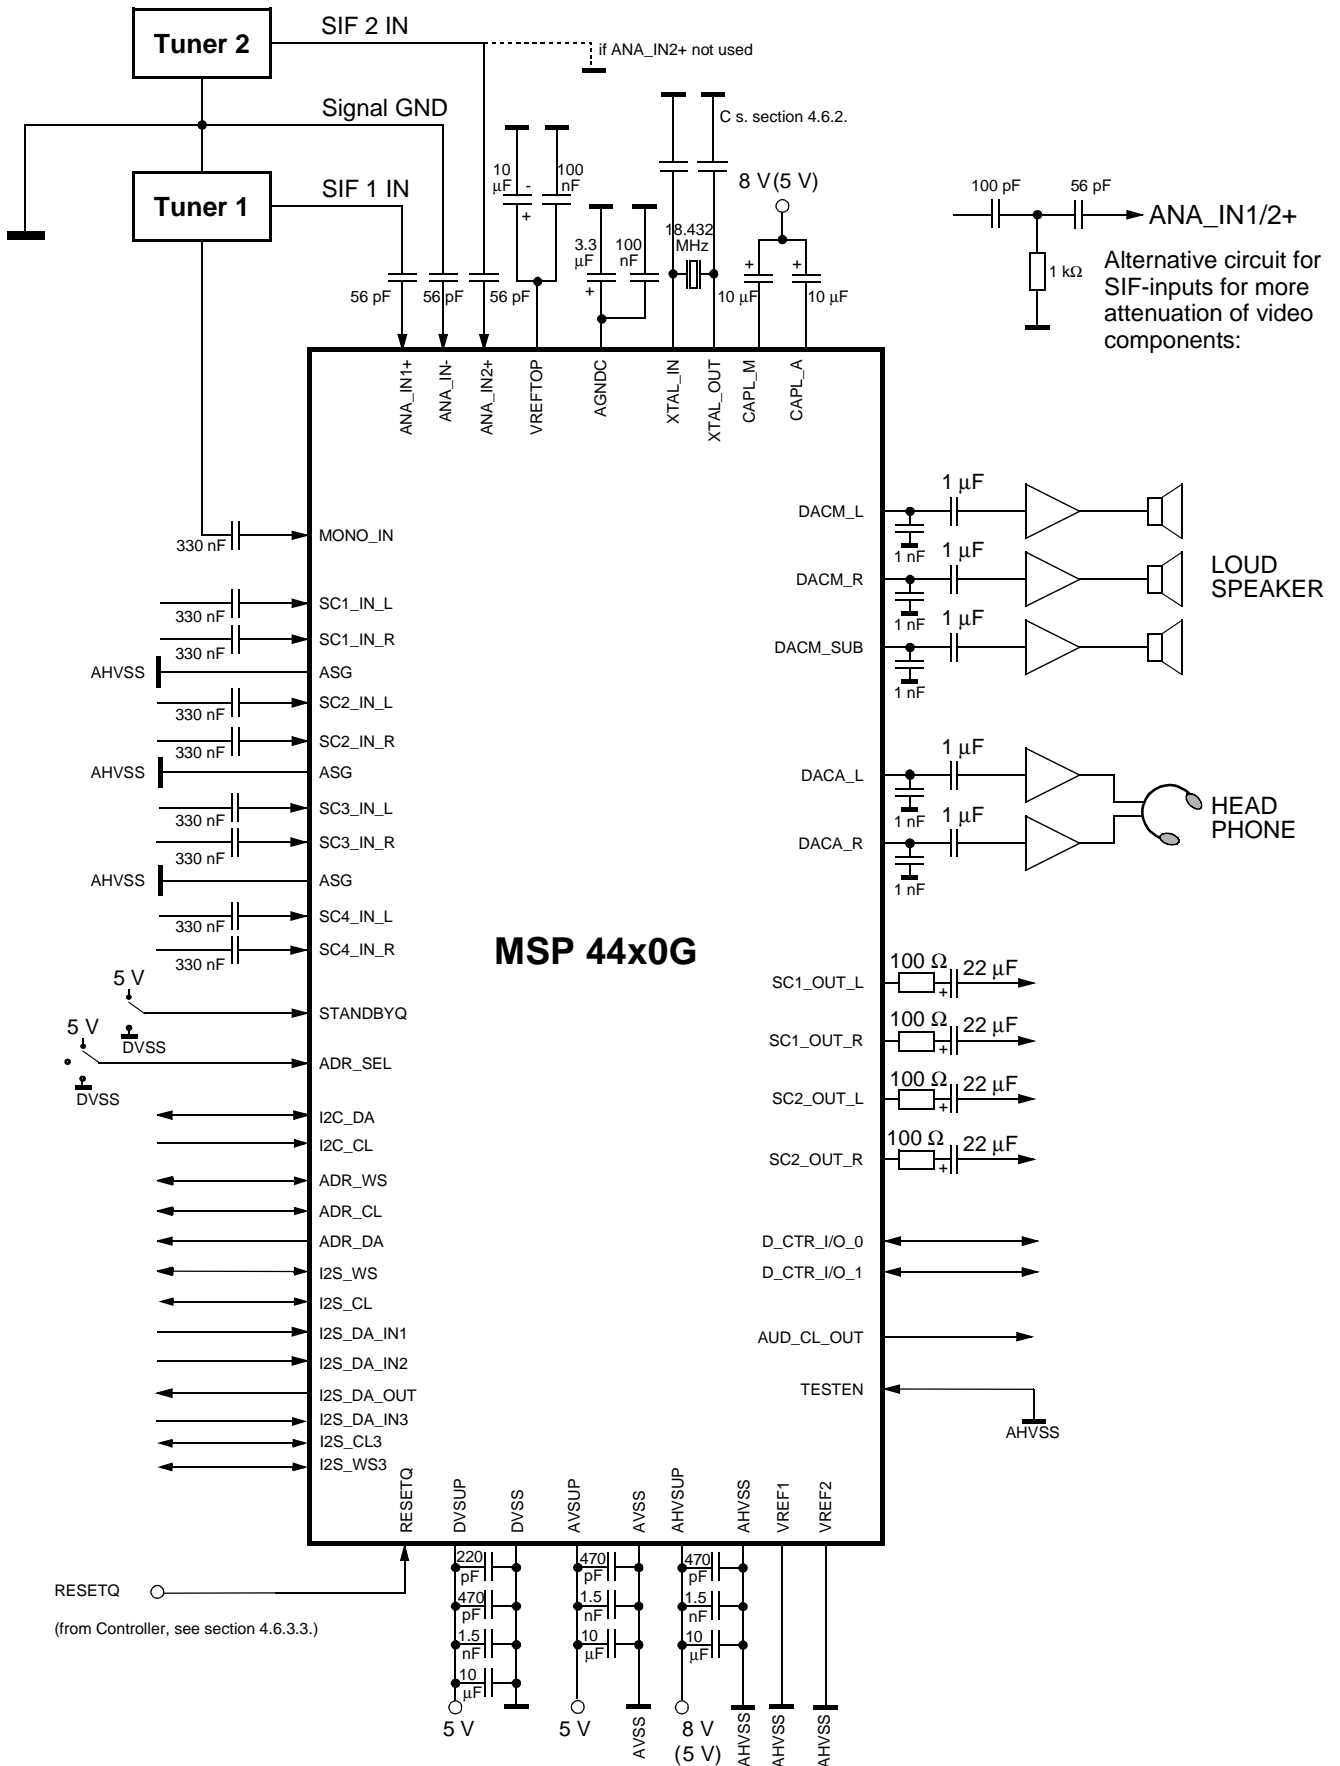 Tuner 2
SIF 2 IN
if ANA_IN2+ not used
Signal GND
C s. section 4.6.2.
Tuner 1
SIF 1 IN
10
μF
-
+
100
nF
8 V(5 V)
3.3
μF
+
100
nF
18.432
MHz
+
+
56 pF
56 pF
56 pF
10 μF
10 μF
100 pF
56 pF
ANA_IN1/2+
1 kΩ
Alternative circuit for
SIF-inputs for more
attenuation of video
components:
ANA_IN1+
ANA_IN-
ANA_IN2+
VREFTOP
AGNDC
XTAL_IN
XTAL_OUT
CAPL_M
CAPL_A
330 nF
MONO_IN
330 nF
SC1_IN_L
330 nF
SC1_IN_R
AHVSS
ASG
330 nF
SC2_IN_L
330 nF
SC2_IN_R
AHVSS
ASG
330 nF
SC3_IN_L
330 nF
SC3_IN_R
AHVSS
ASG
330 nF
SC4_IN_L
330 nF
SC4_IN_R
5 V
DVSS
STANDBYQ
5 V
DVSS
ADR_SEL
I2C_DA
I2C_CL
ADR_WS
ADR_CL
ADR_DA
I2S_WS
I2S_CL
I2S_DA_IN1
I2S_DA_IN2
I2S_DA_OUT
I2S_DA_IN3
I2S_CL3
I2S_WS3
MSP 44x0G
DACM_L
1 μF
1 nF
DACM_R
1 μF
1 nF
DACM_SUB
1 μF
1 nF
LOUD
SPEAKER
DACA_L
1 μF
1 nF
DACA_R
1 μF
1 nF
HEAD
PHONE
SC1_OUT_L
100 Ω
+
22 μF
SC1_OUT_R
100 Ω
+
22 μF
SC2_OUT_L
100 Ω
+
22 μF
SC2_OUT_R
100 Ω
+
22 μF
D_CTR_I/O_0
D_CTR_I/O_1
AUD_CL_OUT
TESTEN
AHVSS
RESETQ
DVSUP
DVSS
AVSUP
AVSS
AHVSUP
AHVSS
VREF1
VREF2
RESETQ
(from Controller, see section 4.6.3.3.)
220
pF
470
pF
1.5
nF
10
μF
5 V
470
pF
1.5
nF
10
μF
5 V
AVSS
470
pF
1.5
nF
10
μF
8 V
(5 V)
AHVSS
AHVSS
AHVSS